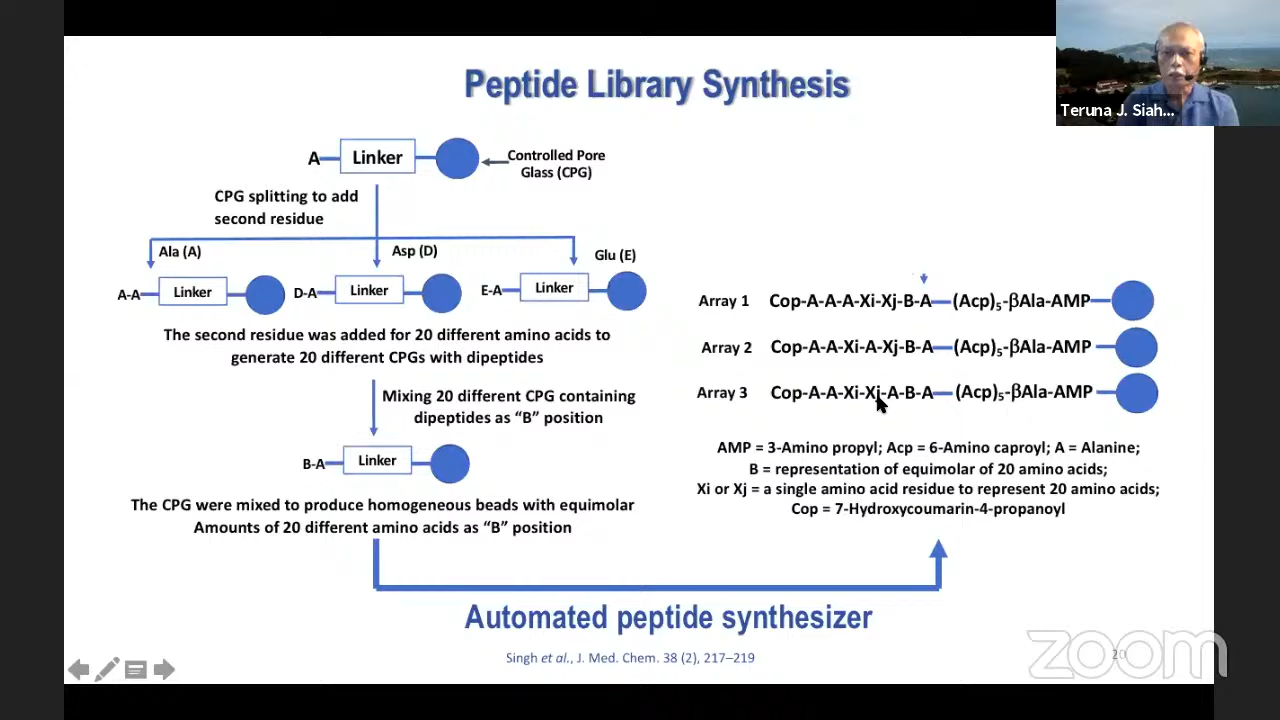 Peptide Library Synthesis
Teruna J. Siah...
A
Linker
Controlled Pore
Glass (CPG)
CPG splitting to add
second residue
Ala (A)
Asp (D)
Glu (E)
A-A
Linker
D-A
Linker
E-A
Linker
The second residue was added for 20 different amino acids to
generate 20 different CPGs with dipeptides
Mixing 20 different CPG containing
dipeptides as “B” position
B-A
Linker
The CPG were mixed to produce homogeneous beads with equimolar
Amounts of 20 different amino acids as “B” position
Array 1 Cop-A-A-A-Xi-Xj-B-A—(Acp)₅-βAla-AMP
Array 2 Cop-A-A-Xi-A-Xj-B-A—(Acp)₅-βAla-AMP
Array 3 Cop-A-A-Xi-Xj-A-B-A—(Acp)₅-βAla-AMP
AMP = 3-Amino propyl; Acp = 6-Amino caproyl; A = Alanine;
B = representation of equimolar of 20 amino acids;
Xi or Xj = a single amino acid residue to represent 20 amino acids;
Cop = 7-Hydroxycoumarin-4-propanoyl
Automated peptide synthesizer
Singh et al., J. Med. Chem. 38 (2), 217–219
20
zoom